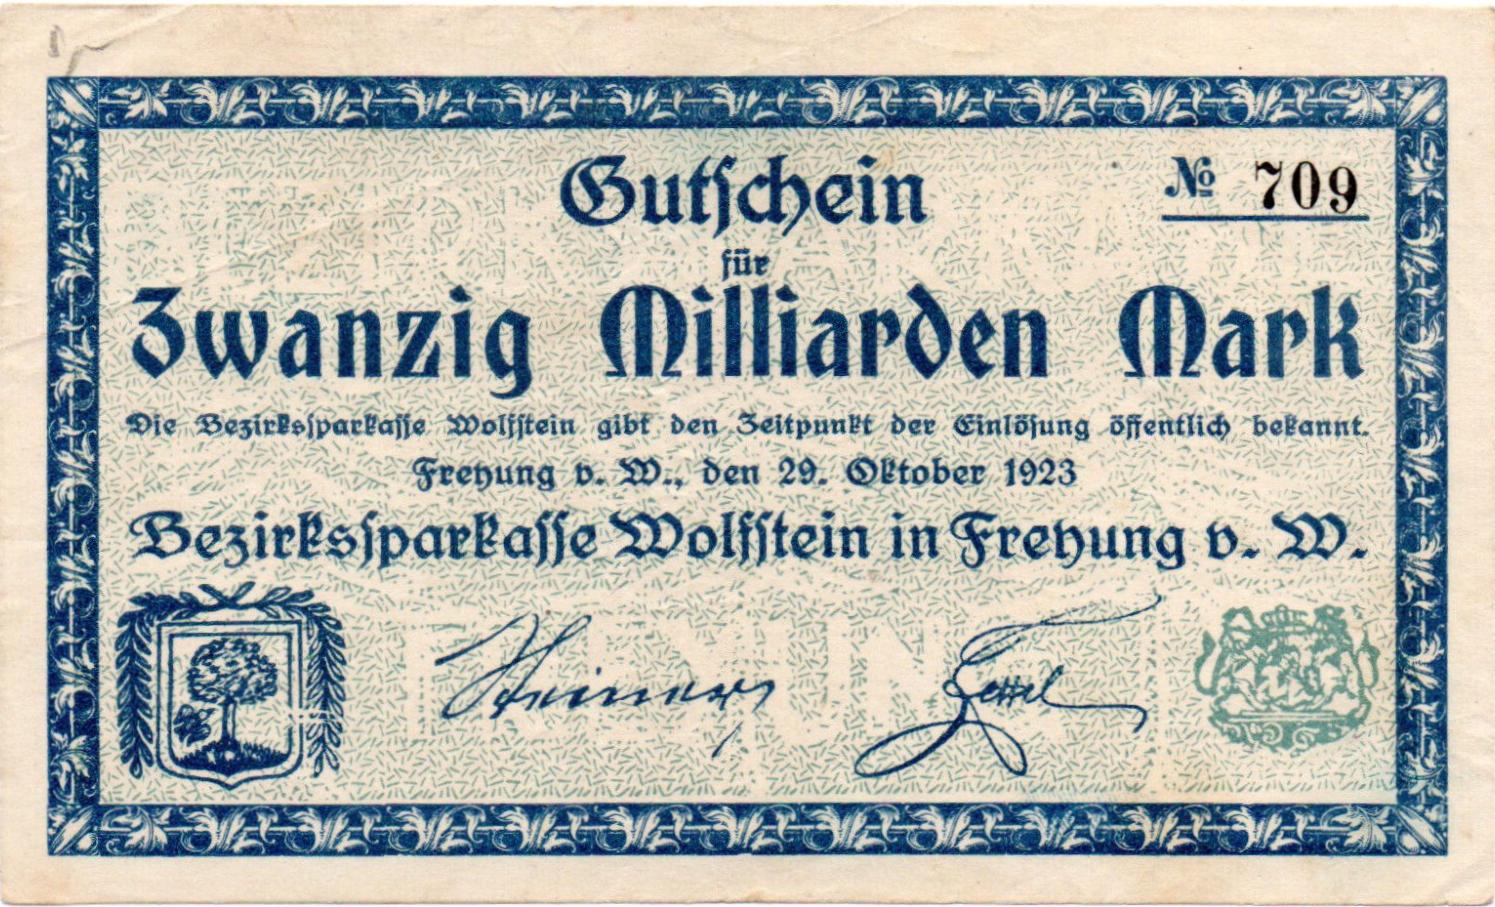 Gutschein
№ 709
für
Zwanzig Milliarden Mark
Die Bezirkssparkasse Wolfstein gibt den Zeitpunkt der Einlösung öffentlich bekannt.
Freyung v. W., den 29. Oktober 1923
Bezirkssparkasse Wolfstein in Freyung v. W.